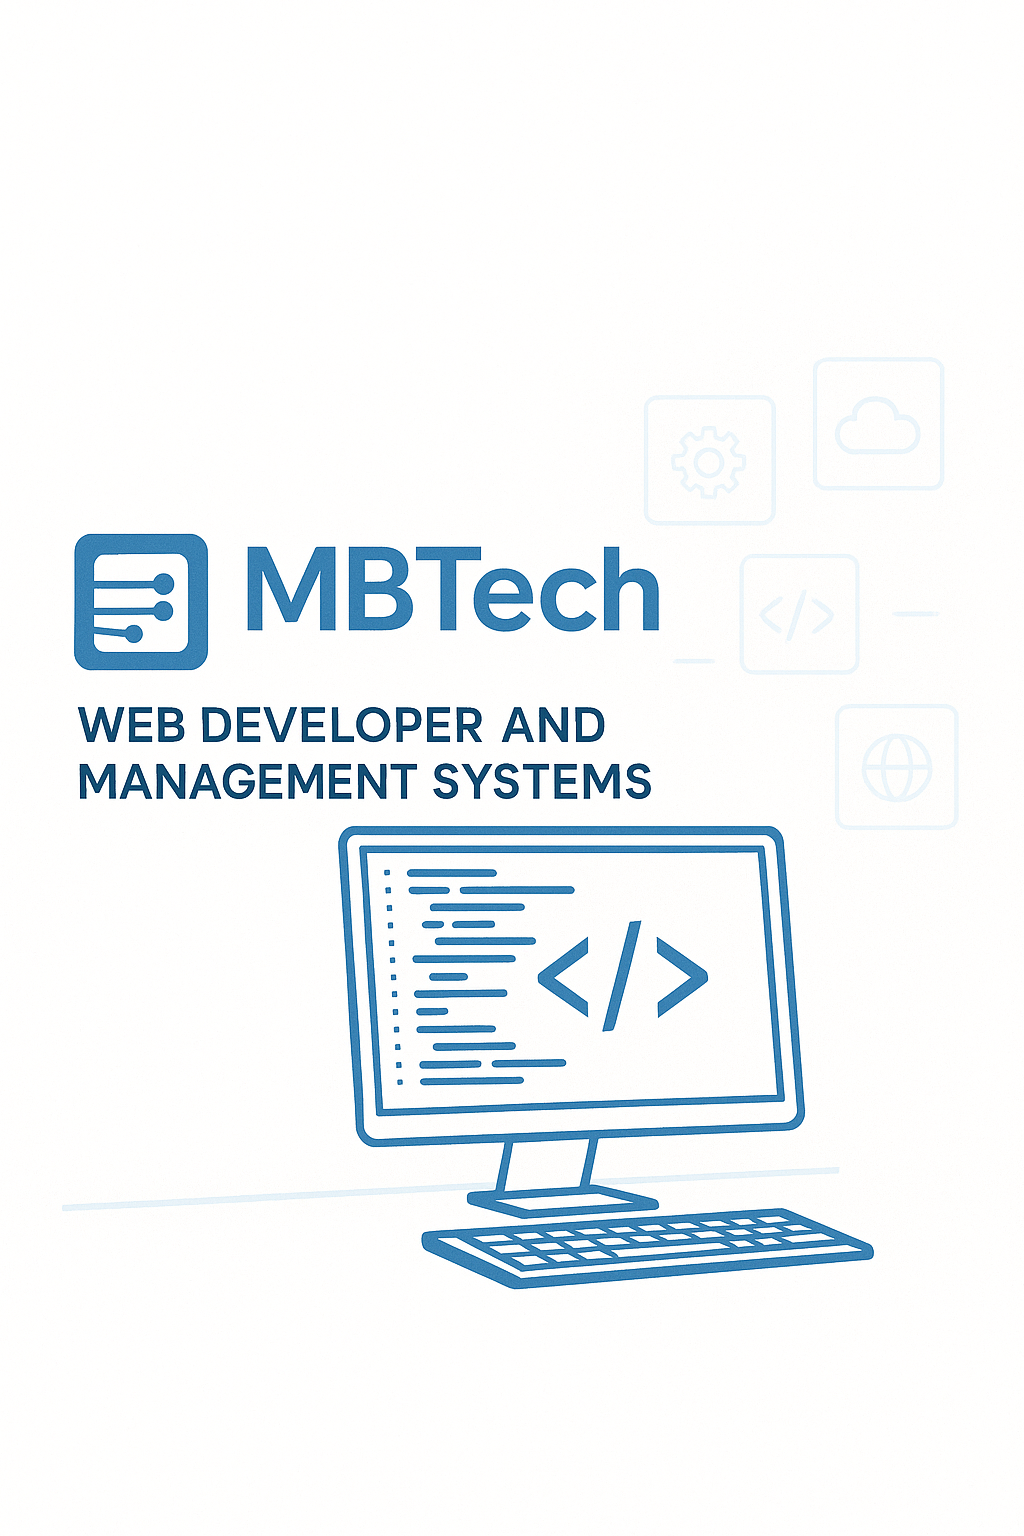 MBTech
WEB DEVELOPER AND
MANAGEMENT SYSTEMS
</>
</>